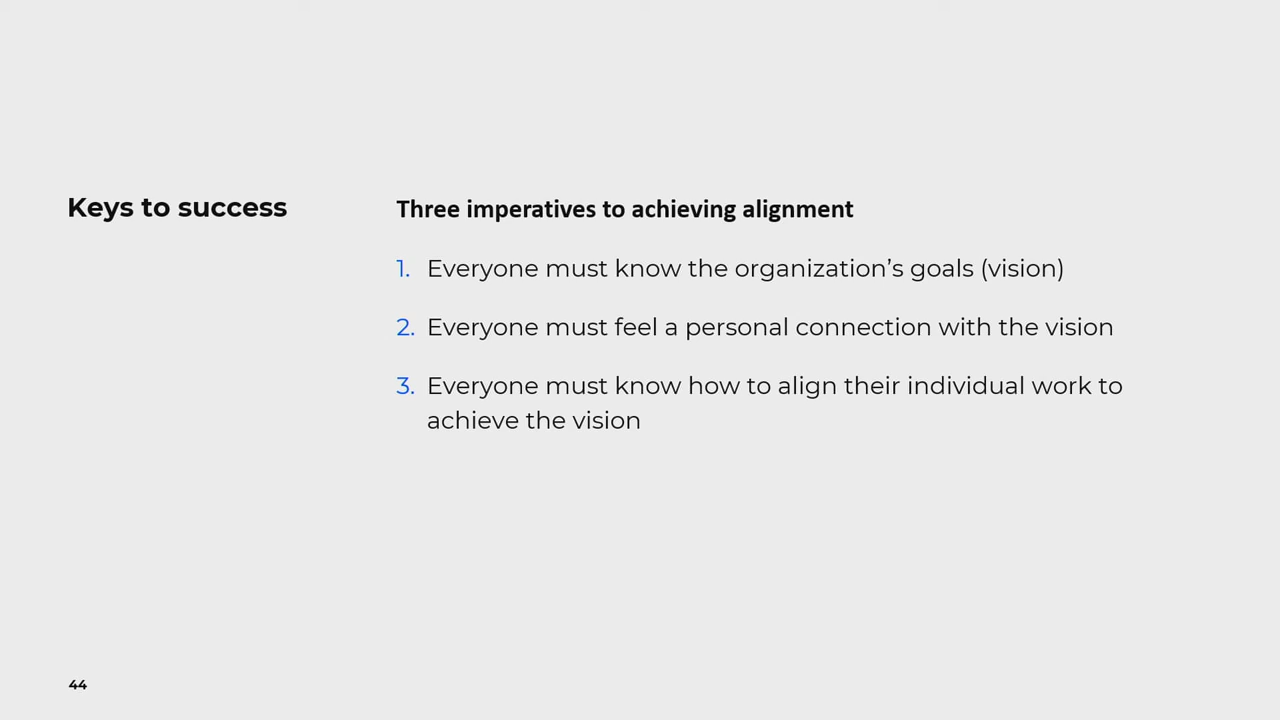 Keys to success
Three imperatives to achieving alignment
1. Everyone must know the organization’s goals (vision)
2. Everyone must feel a personal connection with the vision
3. Everyone must know how to align their individual work to
achieve the vision
44